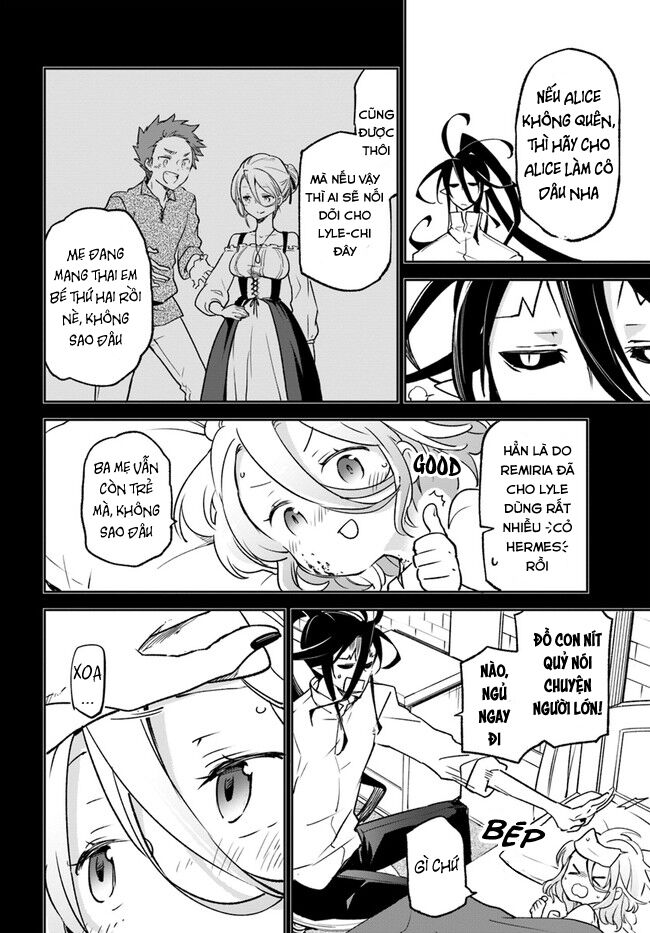 NẾU ALICE
KHÔNG QUÊN,
THÌ HÃY CHO
ALICE LÀM CÔ
DÂU NHA
CŨNG
ĐƯỢC
THÔI
MÀ NẾU VẬY
THÌ AI SẼ NỐI
DÕI CHO
LYLE-CHI
ĐÂY
MẸ ĐANG
MANG THAI EM
BÉ THỨ HAI RỒI
NÈ, KHÔNG
SAO ĐÂU
HẲN LÀ DO
REMIRIA ĐÃ
CHO LYLE
DÙNG RẤT
NHIỀU CỎ
HERMES
RỒI
GOOD
BA MẸ VẪN
CÒN TRẺ
MÀ, KHÔNG
SAO ĐÂU
ĐỒ CON NÍT
QUỶ NÓI
CHUYỆN
NGƯỜI LỚN!
NÀO,
NGỦ
NGAY
ĐI
BÉP
GÌ CHỨ
XOA
...